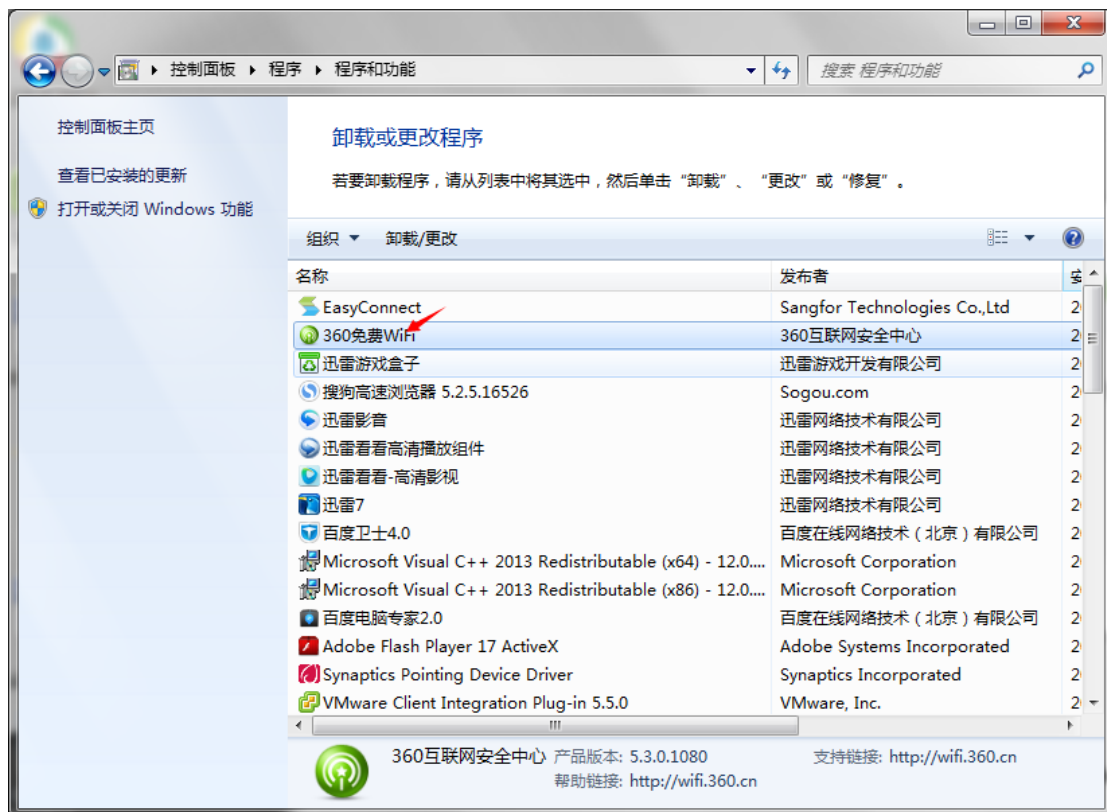 控制面板 程序 程序和功能
搜索 程序和功能
控制面板主页
查看已安装的更新
打开或关闭 Windows 功能
卸载或更改程序
若要卸载程序，请从列表中将其选中，然后单击“卸载”、“更改”或“修复”。
组织 卸载/更改
名称 发布者
EasyConnect Sangfor Technologies Co.,Ltd 2
360免费WiFi 360互联网安全中心 2
迅雷游戏盒子 迅雷游戏开发有限公司 2
搜狗高速浏览器 5.2.5.16526 Sogou.com 2
迅雷影音 迅雷网络技术有限公司 2
迅雷看看高清播放组件 迅雷网络技术有限公司 2
迅雷看看-高清影视 迅雷网络技术有限公司 2
迅雷7 迅雷网络技术有限公司 2
百度卫士4.0 百度在线网络技术（北京）有限公司 2
Microsoft Visual C++ 2013 Redistributable (x64) - 12.0.... Microsoft Corporation 2
Microsoft Visual C++ 2013 Redistributable (x86) - 12.0.... Microsoft Corporation 2
百度电脑专家2.0 百度在线网络技术（北京）有限公司 2
Adobe Flash Player 17 ActiveX Adobe Systems Incorporated 2
Synaptics Pointing Device Driver Synaptics Incorporated 2
VMware Client Integration Plug-in 5.5.0 VMware, Inc. 2
360互联网安全中心 产品版本: 5.3.0.1080 支持链接: http://wifi.360.cn
帮助链接: http://wifi.360.cn